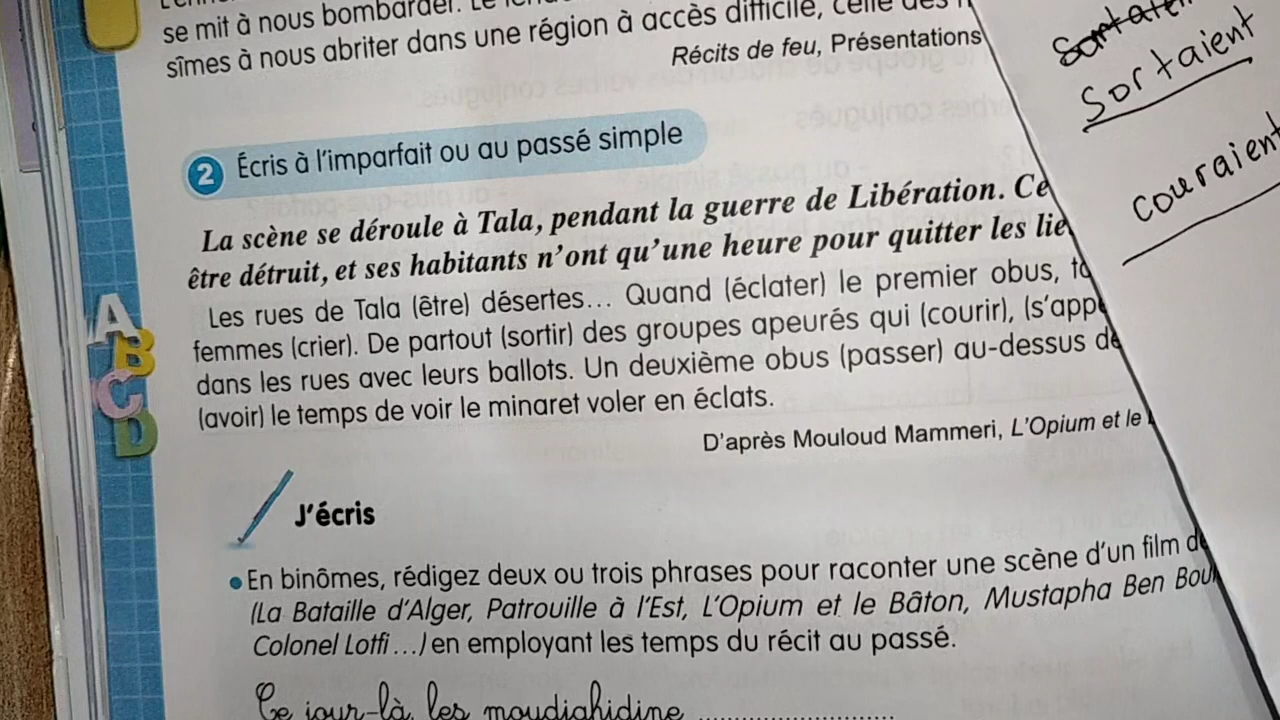 se mit à nous bombarder. Le
sîmes à nous abriter dans une région à accès difficile, celle des
Récits de feu, Présentations
2 Écris à l'imparfait ou au passé simple
La scène se déroule à Tala, pendant la guerre de Libération. Ce
être détruit, et ses habitants n'ont qu'une heure pour quitter les lie
Les rues de Tala (être) désertes... Quand (éclater) le premier obus,
femmes (crier). De partout (sortir) des groupes apeurés qui (courir), (s'app
dans les rues avec leurs ballots. Un deuxième obus (passer) au-dessus de
(avoir) le temps de voir le minaret voler en éclats.
D'après Mouloud Mammeri, L'Opium et le
A
B
C
D
J'écris
• En binômes, rédigez deux ou trois phrases pour raconter une scène d'un film de
(La Bataille d'Alger, Patrouille à l'Est, L'Opium et le Bâton, Mustapha Ben Boul
Colonel Lotfi...) en employant les temps du récit au passé.
Ce jour-là, les moudjahidine ..............................
Sortaient
couraient